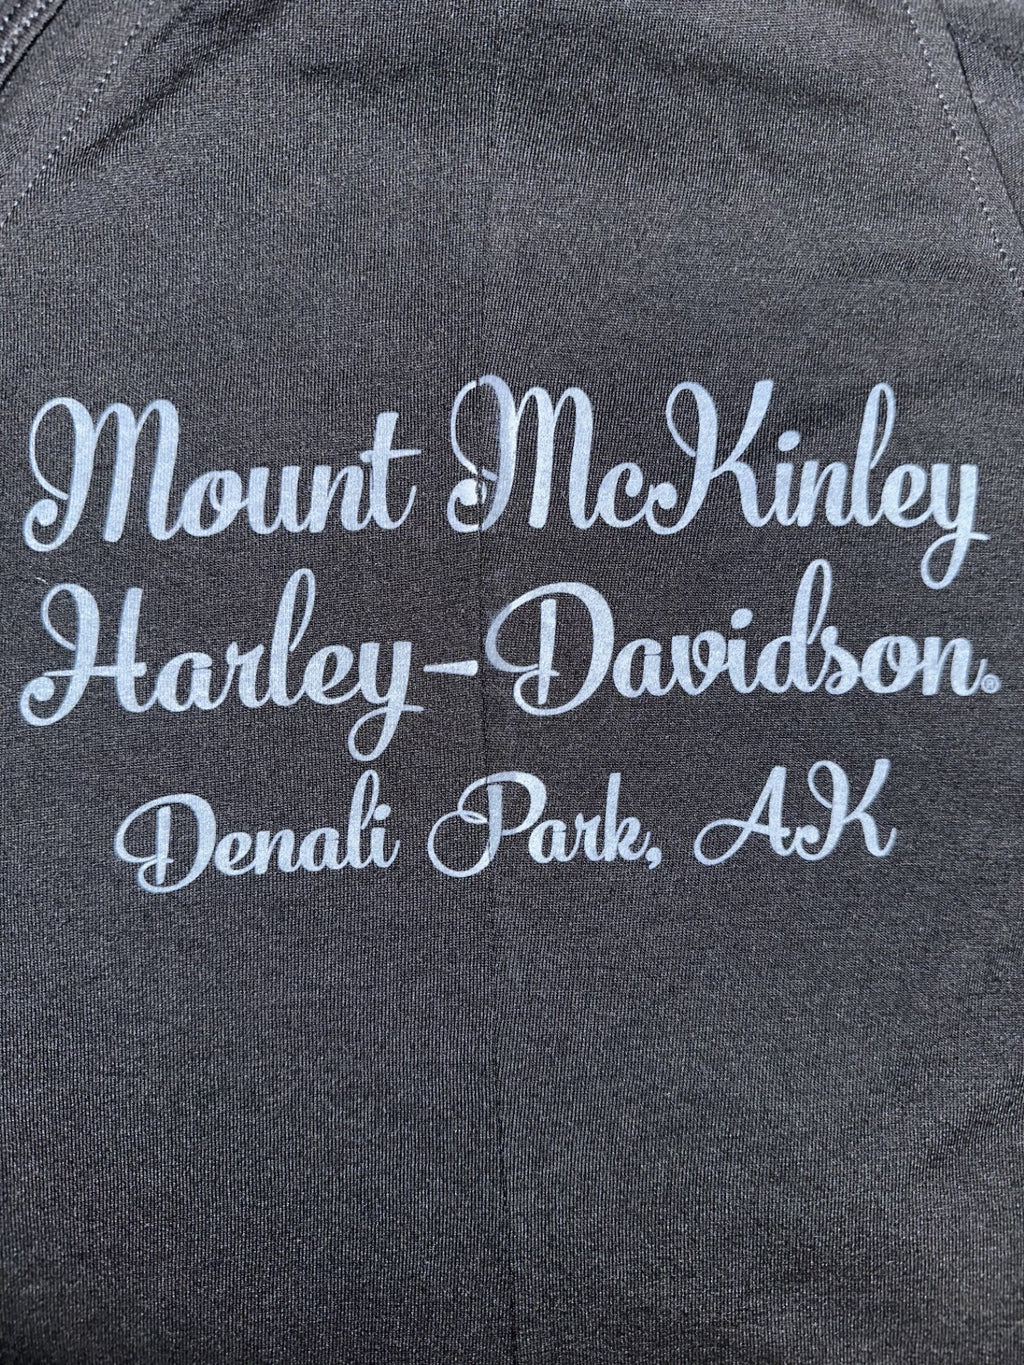 Mount McKinley
Harley-Davidson®
Denali Park, AK